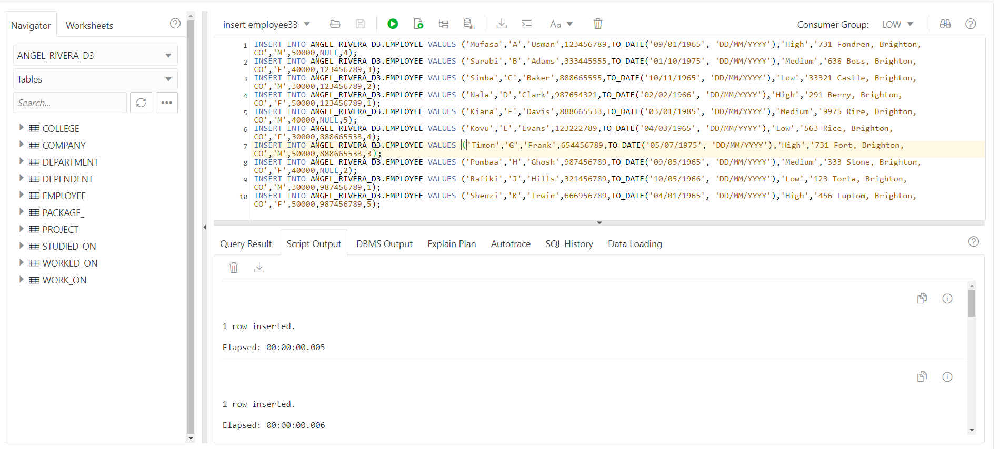 Navigator
Worksheets
ANGEL_RIVERA_D3
Tables
Search...
COLLEGE
COMPANY
DEPARTMENT
DEPENDENT
EMPLOYEE
PACKAGE_
PROJECT
STUDIED_ON
WORKED_ON
WORK_ON
insert employee33
Aa
Consumer Group: LOW
1 INSERT INTO ANGEL_RIVERA_D3.EMPLOYEE VALUES ('Mufasa','A','Usman',123456789,TO_DATE('09/01/1965', 'DD/MM/YYYY'),'High','731 Fondren, Brighton,
CO','M',50000,NULL,4);
2 INSERT INTO ANGEL_RIVERA_D3.EMPLOYEE VALUES ('Sarabi','B','Adams',333445555,TO_DATE('01/10/1975', 'DD/MM/YYYY'),'Medium','638 Boss, Brighton,
CO','F',40000,123456789,3);
3 INSERT INTO ANGEL_RIVERA_D3.EMPLOYEE VALUES ('Simba','C','Baker',888665555,TO_DATE('10/11/1965', 'DD/MM/YYYY'),'Low','33321 Castle, Brighton,
CO','M',30000,123456789,2);
4 INSERT INTO ANGEL_RIVERA_D3.EMPLOYEE VALUES ('Nala','D','Clark',987654321,TO_DATE('02/02/1966', 'DD/MM/YYYY'),'High','291 Berry, Brighton,
CO','F',50000,123456789,1);
5 INSERT INTO ANGEL_RIVERA_D3.EMPLOYEE VALUES ('Kiara','F','Davis',888665533,TO_DATE('03/01/1985', 'DD/MM/YYYY'),'Medium','9975 Rire, Brighton,
CO','M',40000,NULL,5);
6 INSERT INTO ANGEL_RIVERA_D3.EMPLOYEE VALUES ('Kovu','E','Evans',123222789,TO_DATE('04/03/1965', 'DD/MM/YYYY'),'Low','563 Rice, Brighton,
CO','F',30000,888665533,4);
7 INSERT INTO ANGEL_RIVERA_D3.EMPLOYEE VALUES ('Timon','G','Frank',654456789,TO_DATE('05/07/1975', 'DD/MM/YYYY'),'High','731 Fort, Brighton,
CO','M',50000,888665533,3);
8 INSERT INTO ANGEL_RIVERA_D3.EMPLOYEE VALUES ('Pumbaa','H','Ghosh',987456789,TO_DATE('09/05/1965', 'DD/MM/YYYY'),'Medium','333 Stone, Brighton,
CO','F',40000,NULL,2);
9 INSERT INTO ANGEL_RIVERA_D3.EMPLOYEE VALUES ('Rafiki','J','Hills',321456789,TO_DATE('10/05/1966', 'DD/MM/YYYY'),'Low','123 Torta, Brighton,
CO','M',30000,987456789,1);
10 INSERT INTO ANGEL_RIVERA_D3.EMPLOYEE VALUES ('Shenzi','K','Irwin',666956789,TO_DATE('04/01/1965', 'DD/MM/YYYY'),'High','456 Luptom, Brighton,
CO','F',50000,987456789,5);
Query Result Script Output DBMS Output Explain Plan Autotrace SQL History Data Loading
1 row inserted.
Elapsed: 00:00:00.005
1 row inserted.
Elapsed: 00:00:00.006